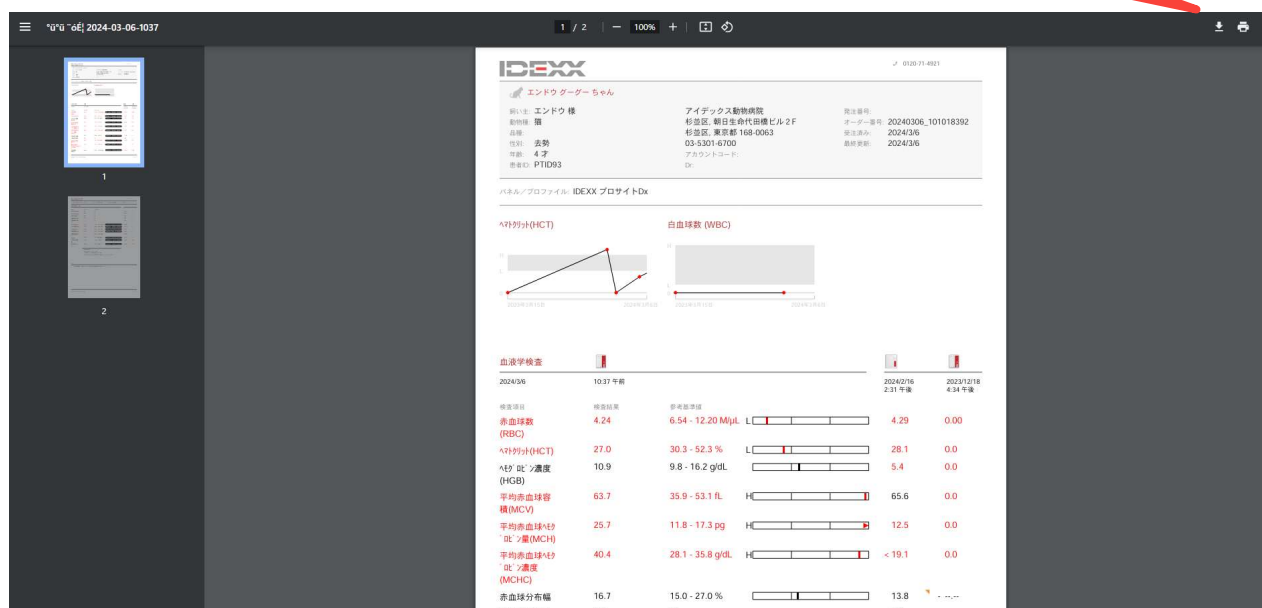 °ü°ü ¨óÉ¦ 2024-03-06-1037
1 / 2
100%
1
2
IDEXX
0120-71-4921
エンドウ グーグー ちゃん
飼い主: エンドウ 様
動物種: 猫
品種:
性別: 去勢
年齢: 4 才
患者ID: PTID93
アイデックス動物病院
杉並区, 朝日生命代田橋ビル2F
杉並区, 東京都 168-0063
03-5301-6700
アカウントコード:
Dr:
発注番号:
オーダー番号: 20240306_101018392
受注済み: 2024/3/6
最終更新: 2024/3/6
パネル／プロファイル: IDEXX プロサイトDx
ﾍﾏﾄｸﾘｯﾄ(HCT)
白血球数 (WBC)
血液学検査
2024/3/6 10:37 午前
2024/2/16
2:31 午後
2023/12/18
4:34 午後
検査項目 検査結果 参考基準値
赤血球数
(RBC)
4.24 6.54 - 12.20 M/µL L 4.29 0.00
ﾍﾏﾄｸﾘｯﾄ(HCT) 27.0 30.3 - 52.3 % L 28.1 0.0
ﾍﾓｸﾞﾛﾋﾞﾝ濃度
(HGB)
10.9 9.8 - 16.2 g/dL 5.4 0.0
平均赤血球容
積(MCV)
63.7 35.9 - 53.1 fL H 65.6 0.0
平均赤血球ﾍﾓｸ
ﾞﾛﾋﾞﾝ量(MCH)
25.7 11.8 - 17.3 pg H 12.5 0.0
平均赤血球ﾍﾓｸ
ﾞﾛﾋﾞﾝ濃度
(MCHC)
40.4 28.1 - 35.8 g/dL H < 19.1 0.0
赤血球分布幅 16.7 15.0 - 27.0 % 13.8 - --.--